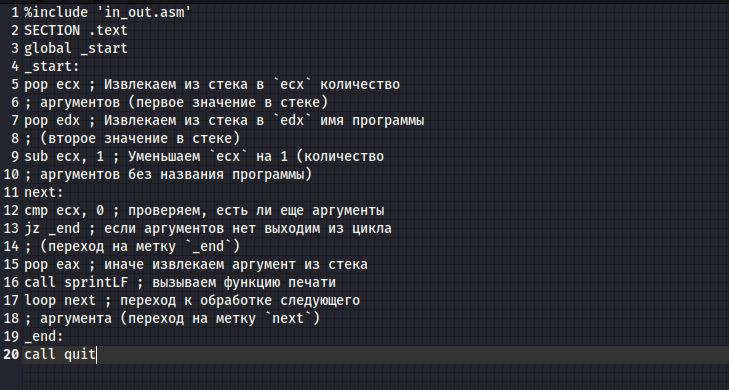 1 %include 'in_out.asm'
2 SECTION .text
3 global _start
4 _start:
5 pop ecx ; Извлекаем из стека в `ecx` количество
6 ; аргументов (первое значение в стеке)
7 pop edx ; Извлекаем из стека в `edx` имя программы
8 ; (второе значение в стеке)
9 sub ecx, 1 ; Уменьшаем `ecx` на 1 (количество
10 ; аргументов без названия программы)
11 next:
12 cmp ecx, 0 ; проверяем, есть ли еще аргументы
13 jz _end ; если аргументов нет выходим из цикла
14 ; (переход на метку `_end`)
15 pop eax ; иначе извлекаем аргумент из стека
16 call sprintLF ; вызываем функцию печати
17 loop next ; переход к обработке следующего
18 ; аргумента (переход на метку `next`)
19 _end:
20 call quit